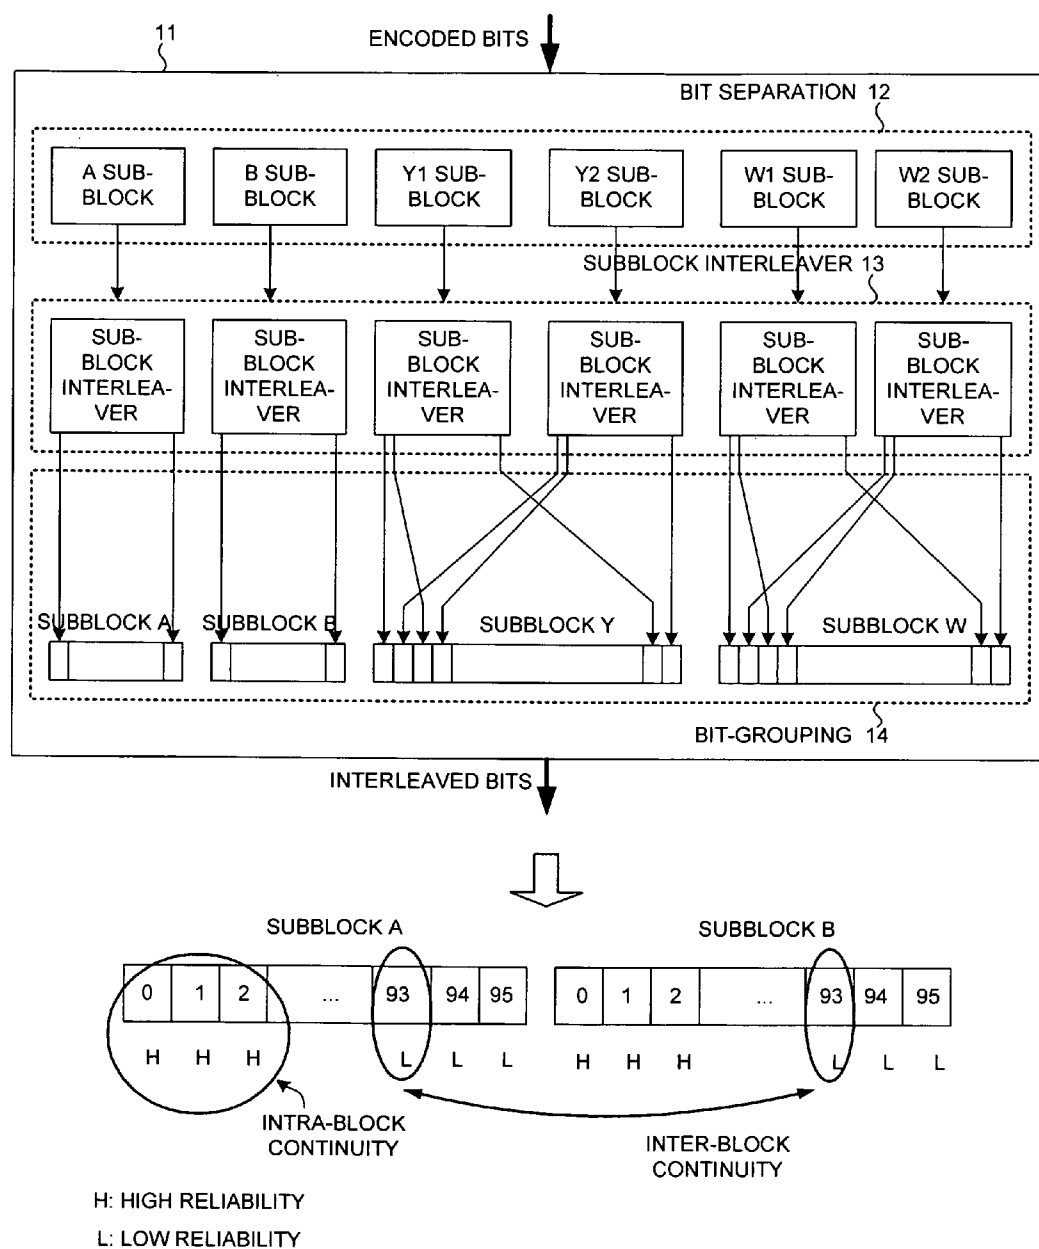 11
ENCODED BITS
BIT SEPARATION 12
A SUB-
BLOCK
B SUB-
BLOCK
Y1 SUB-
BLOCK
Y2 SUB-
BLOCK
W1 SUB-
BLOCK
W2 SUB-
BLOCK
SUBBLOCK INTERLEAVER 13
SUB-
BLOCK
INTERLEA-
VER
SUB-
BLOCK
INTERLEA-
VER
SUB-
BLOCK
INTERLEA-
VER
SUB-
BLOCK
INTERLEA-
VER
SUB-
BLOCK
INTERLEA-
VER
SUB-
BLOCK
INTERLEA-
VER
SUBBLOCK A
SUBBLOCK B
SUBBLOCK Y
SUBBLOCK W
BIT-GROUPING 14
INTERLEAVED BITS
SUBBLOCK A
SUBBLOCK B
0 1 2 ... 93 94 95
0 1 2 ... 93 94 95
H H H L L L
H H H L L L
INTRA-BLOCK
CONTINUITY
INTER-BLOCK
CONTINUITY
H: HIGH RELIABILITY
L: LOW RELIABILITY